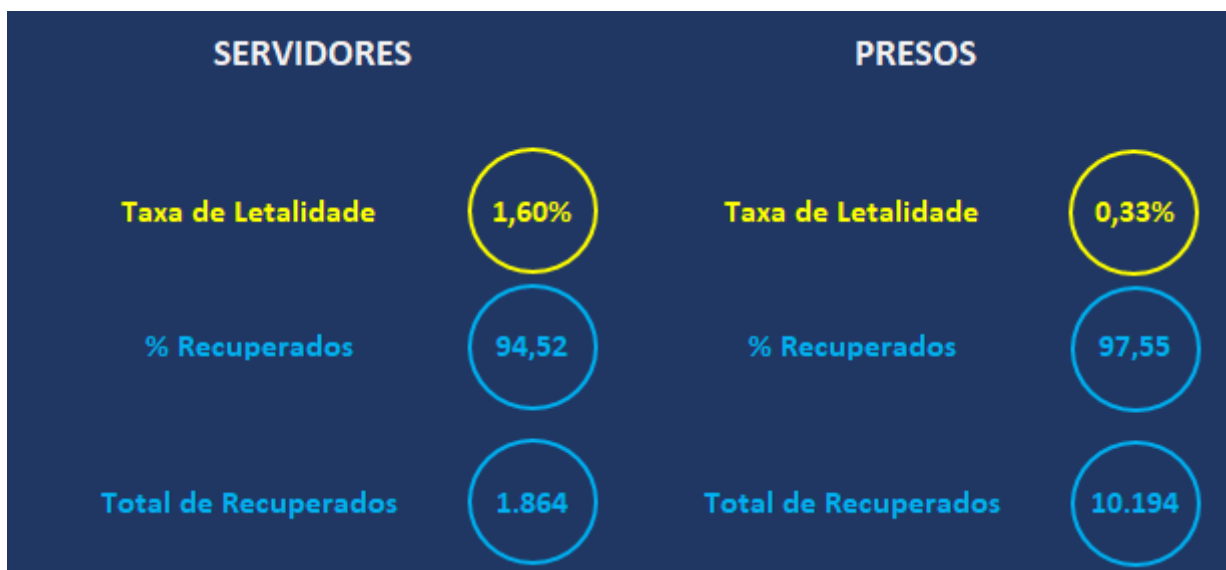 SERVIDORES
PRESOS
Taxa de Letalidade
1,60%
Taxa de Letalidade
0,33%
% Recuperados
94,52
% Recuperados
97,55
Total de Recuperados
1.864
Total de Recuperados
10.194